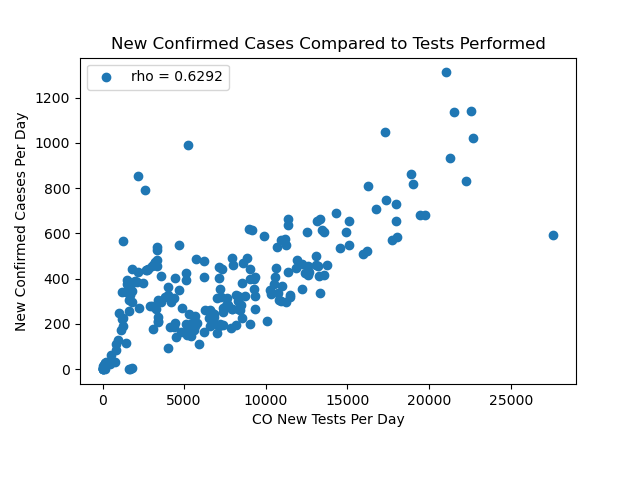 New Confirmed Cases Compared to Tests Performed
rho = 0.6292
1200
1000
800
600
400
200
0
New Confirmed Caeses Per Day
0 5000 10000 15000 20000 25000
CO New Tests Per Day